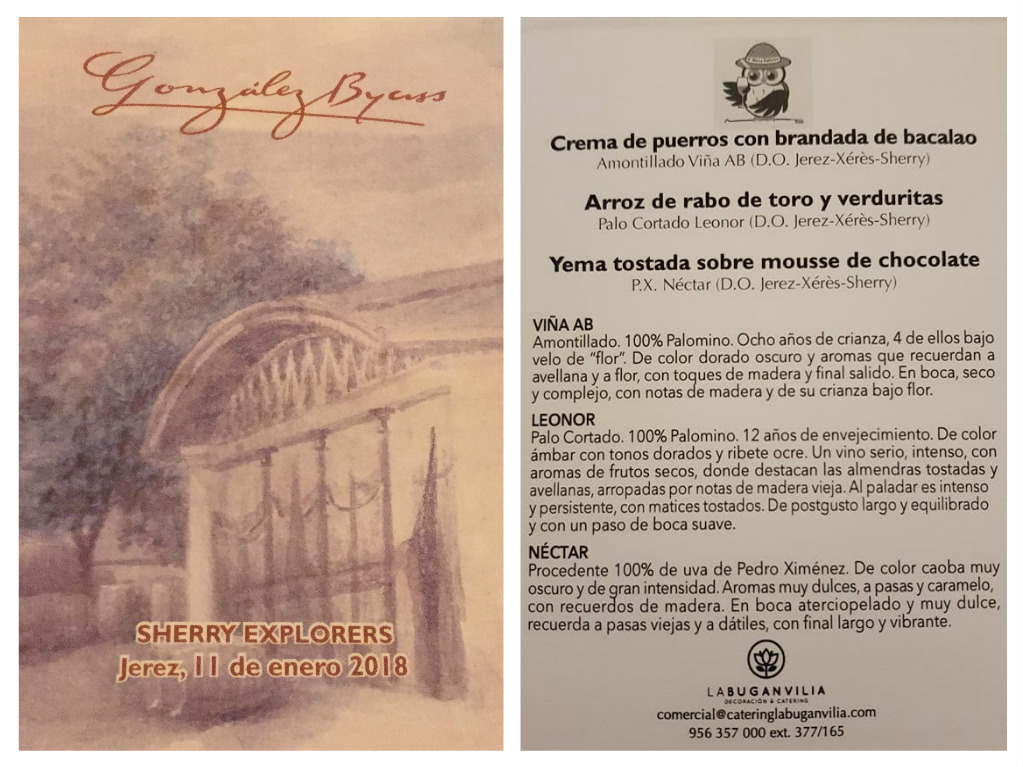 González Byass
SHERRY EXPLORERS
Jerez, 11 de enero 2018
Crema de puerros con brandada de bacalao
Amontillado Viña AB (D.O. Jerez-Xérès-Sherry)
Arroz de rabo de toro y verduritas
Palo Cortado Leonor (D.O. Jerez-Xérès-Sherry)
Yema tostada sobre mousse de chocolate
P.X. Néctar (D.O. Jerez-Xérès-Sherry)
VIÑA AB
Amontillado. 100% Palomino. Ocho años de crianza, 4 de ellos bajo
velo de “flor”. De color dorado oscuro y aromas que recuerdan a
avellana y a flor, con toques de madera y final salido. En boca, seco
y complejo, con notas de madera y de su crianza bajo flor.
LEONOR
Palo Cortado. 100% Palomino. 12 años de envejecimiento. De color
ámbar con tonos dorados y ribete ocre. Un vino serio, intenso, con
aromas de frutos secos, donde destacan las almendras tostadas y
avellanas, arropadas por notas de madera vieja. Al paladar es intenso
y persistente, con matices tostados. De postgusto largo y equilibrado
y con un paso de boca suave.
NÉCTAR
Procedente 100% de uva de Pedro Ximénez. De color caoba muy
oscuro y de gran intensidad. Aromas muy dulces, a pasas y caramelo,
con recuerdos de madera. En boca aterciopelado y muy dulce,
recuerda a pasas viejas y a dátiles, con final largo y vibrante.
LABUGANVILIA
DECORACIÓN & CATERING
comercial@cateringlabuganvilia.com
956 357 000 ext. 377/165